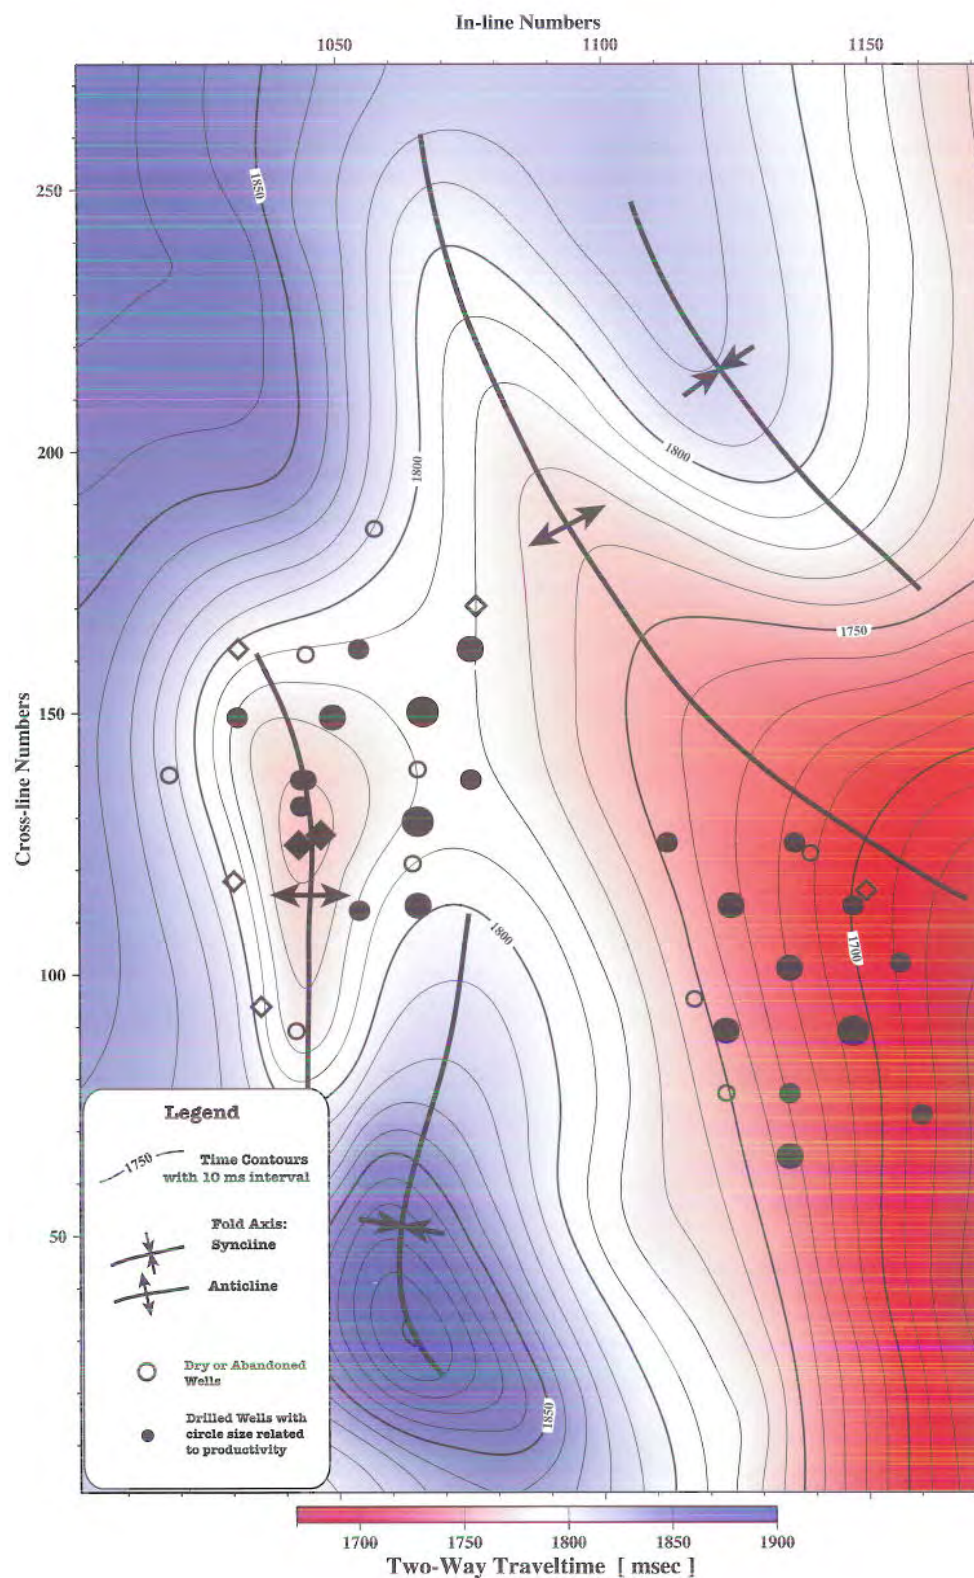 In-line Numbers
1050 1100 1150
250
200
150
100
50
Cross-line Numbers
1850
1800
1800
1750
1800
1700
1850
Legend
1750
Time Contours
with 10 ms interval
Fold Axis:
Syncline
Anticline
Dry or Abandoned
Wells
Drilled Wells with
circle size related
to productivity
1700 1750 1800 1850 1900
Two-Way Traveltime [ msec ]